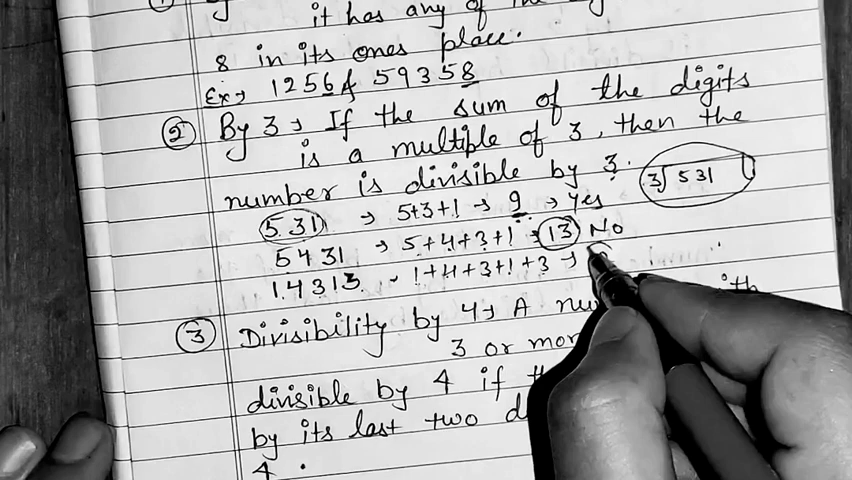 it has any of the
8 in its ones place.
Ex→ 1256 & 59358
② By 3 → If the sum of the digits
is a multiple of 3, then the
number is divisible by 3.
531 → 5+3+1 → 9 → Yes
3⟌531
5431 → 5+4+3+1 → 13 No
14313 - 1+4+3+1+3 →
③ Divisibility by 4 → A with
3 or
divisible by 4 if
by its last two
4.